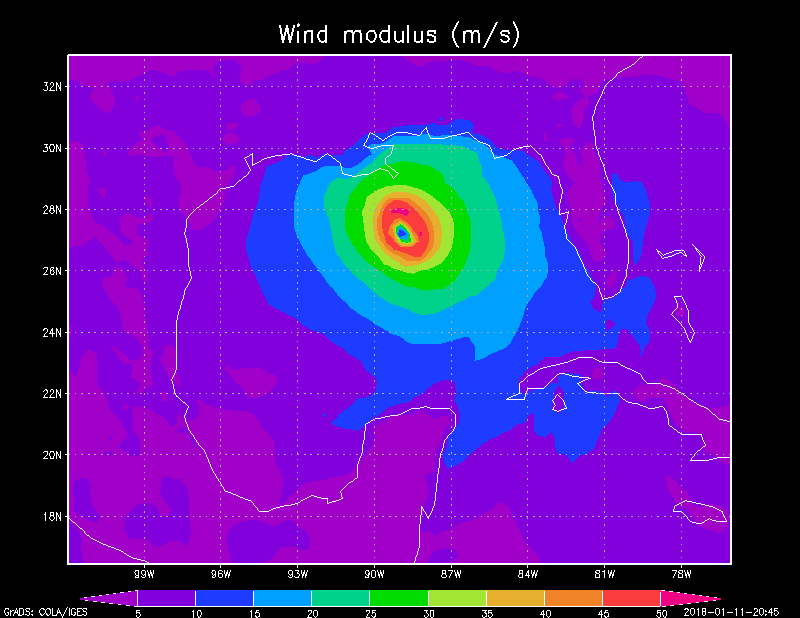 Wind modulus (m/s)
32N
30N
28N
26N
24N
22N
20N
18N
99W 96W 93W 90W 87W 84W 81W 78W
5 10 15 20 25 30 35 40 45 50
GrADS: COLA/IGES 2018-01-11-20:45